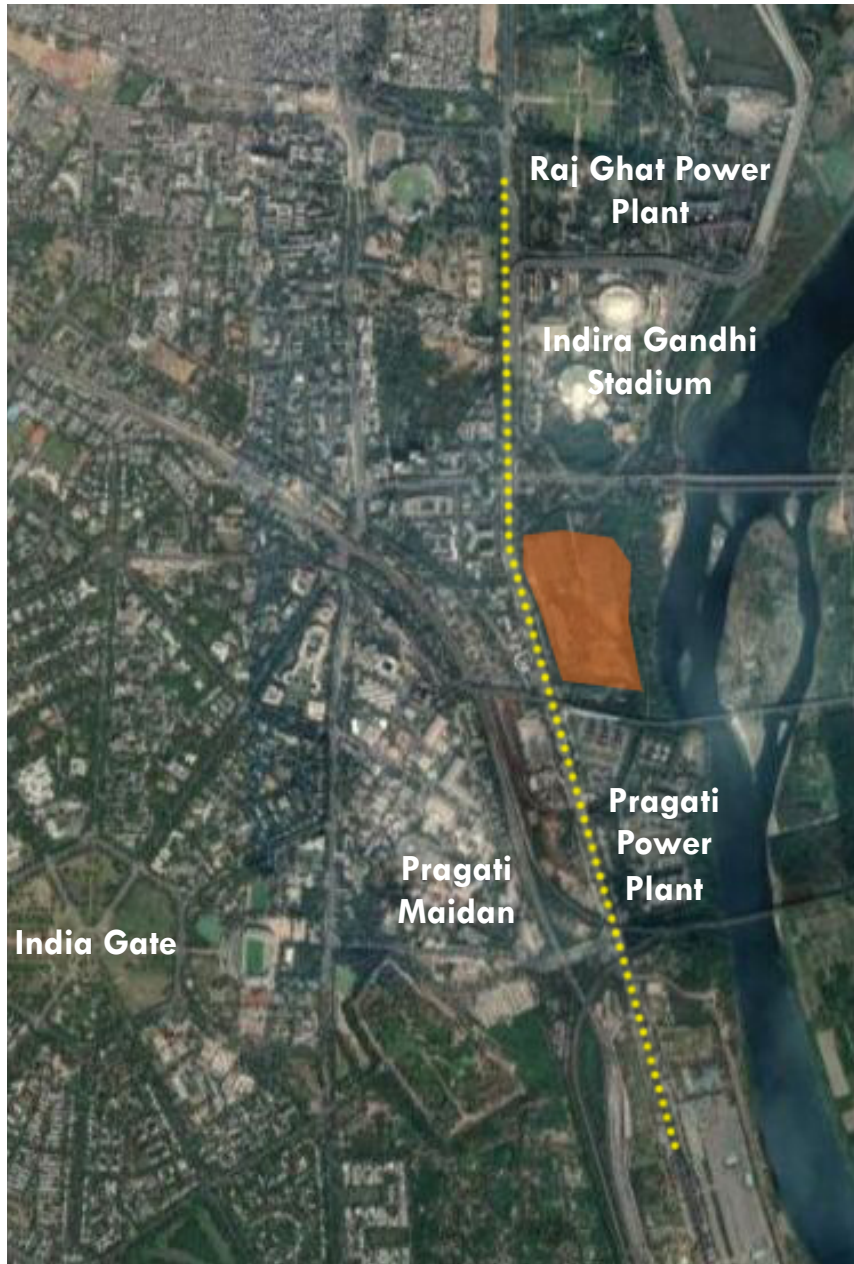 Raj Ghat Power
Plant
Indira Gandhi
Stadium
Pragati
Power
Plant
Pragati
Maidan
India Gate